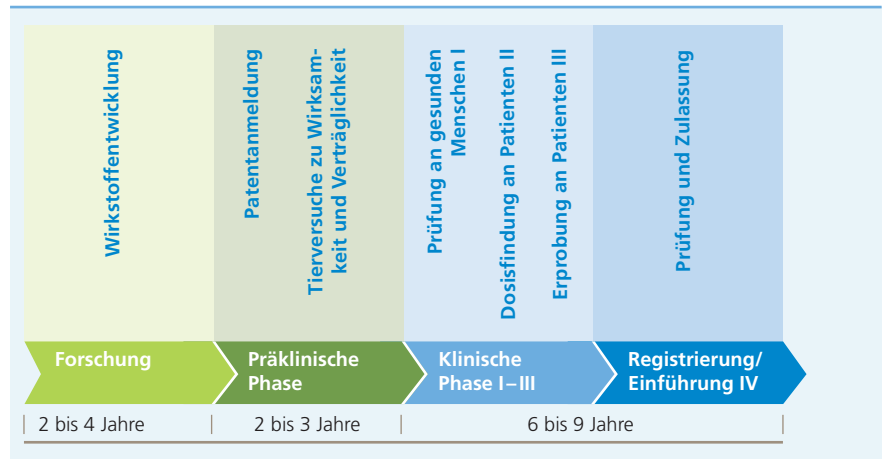 Wirkstoffentwicklung
Patentanmeldung
Tierversuche zu Wirksam-
keit und Verträglichkeit
Prüfung an gesunden
Menschen I
Dosisfindung an Patienten II
Erprobung an Patienten III
Prüfung und Zulassung
Forschung
Präklinische
Phase
Klinische
Phase I–III
Registrierung/
Einführung IV
2 bis 4 Jahre
2 bis 3 Jahre
6 bis 9 Jahre